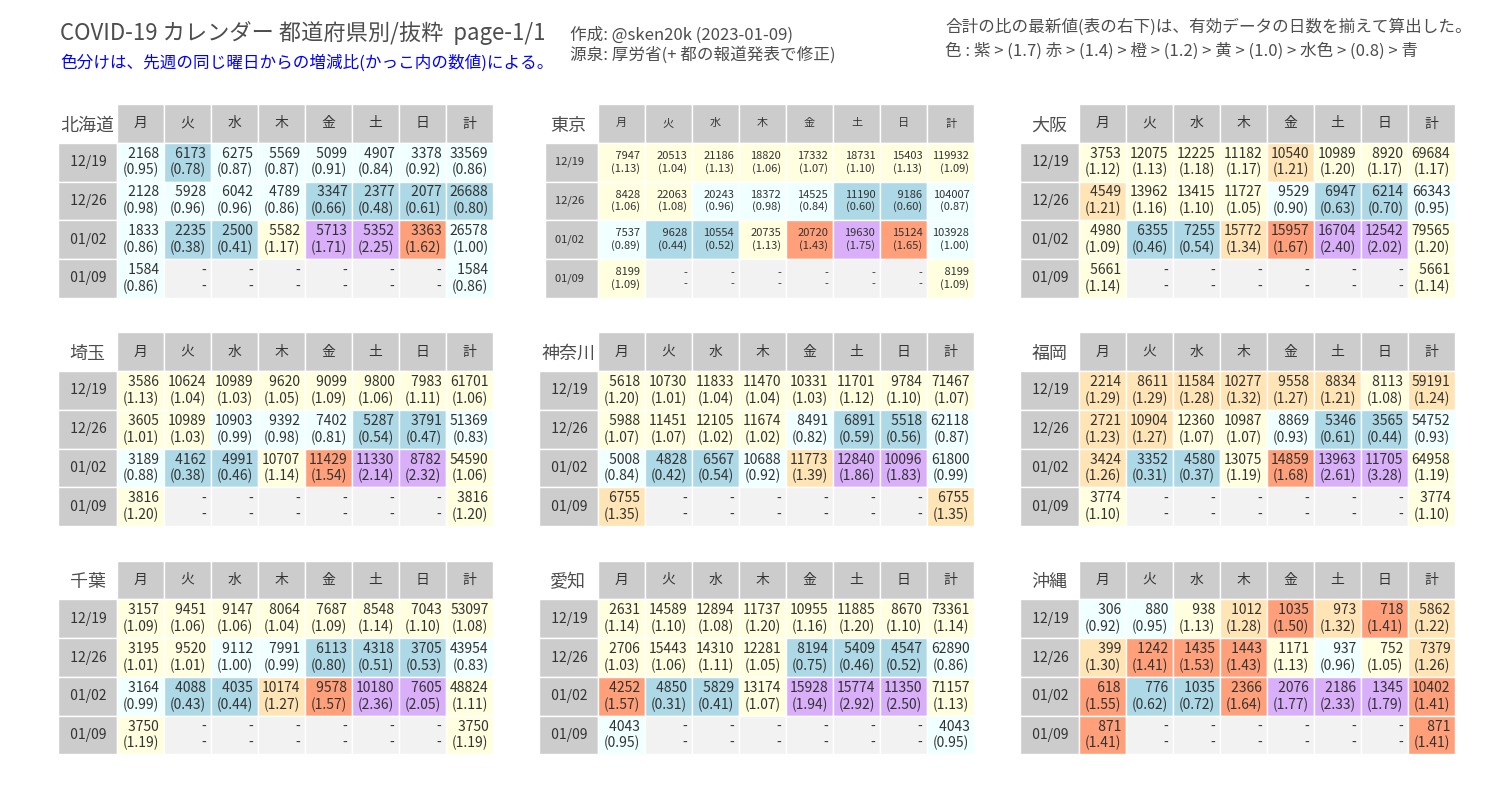 COVID-19 カレンダー 都道府県別/抜粋 page-1/1
色分けは、先週の同じ曜日からの増減比(かっこ内の数値)による。
作成: @sken20k (2023-01-09)
源泉: 厚労省(+ 都の報道発表で修正)
合計の比の最新値(表の右下)は、有効データの日数を揃えて算出した。
色 : 紫 > (1.7) 赤 > (1.4) > 橙 > (1.2) > 黄 > (1.0) > 水色 > (0.8) > 青
北海道 月 火 水 木 金 土 日 計
12/19 2168 6173 6275 5569 5099 4907 3378 33569
(0.95) (0.78) (0.87) (0.87) (0.91) (0.84) (0.92) (0.86)
12/26 2128 5928 6042 4789 3347 2377 2077 26688
(0.98) (0.96) (0.96) (0.86) (0.66) (0.48) (0.61) (0.80)
01/02 1833 2235 2500 5582 5713 5352 3363 26578
(0.86) (0.38) (0.41) (1.17) (1.71) (2.25) (1.62) (1.00)
01/09 1584 - - - - - - 1584
(0.86) - - - - - - (0.86)
東京 月 火 水 木 金 土 日 計
12/19 7947 20513 21186 18820 17332 18731 15403 119932
(1.13) (1.04) (1.13) (1.06) (1.07) (1.10) (1.13) (1.09)
12/26 8428 22063 20243 18372 14525 11190 9186 104007
(1.06) (1.08) (0.96) (0.98) (0.84) (0.60) (0.60) (0.87)
01/02 7537 9628 10554 20735 20720 19630 15124 103928
(0.89) (0.44) (0.52) (1.13) (1.43) (1.75) (1.65) (1.00)
01/09 8199 - - - - - - 8199
(1.09) - - - - - - (1.09)
大阪 月 火 水 木 金 土 日 計
12/19 3753 12075 12225 11182 10540 10989 8920 69684
(1.12) (1.13) (1.18) (1.17) (1.21) (1.20) (1.17) (1.17)
12/26 4549 13962 13415 11727 9529 6947 6214 66343
(1.21) (1.16) (1.10) (1.05) (0.90) (0.63) (0.70) (0.95)
01/02 4980 6355 7255 15772 15957 16704 12542 79565
(1.09) (0.46) (0.54) (1.34) (1.67) (2.40) (2.02) (1.20)
01/09 5661 - - - - - - 5661
(1.14) - - - - - - (1.14)
埼玉 月 火 水 木 金 土 日 計
12/19 3586 10624 10989 9620 9099 9800 7983 61701
(1.13) (1.04) (1.03) (1.05) (1.09) (1.06) (1.11) (1.06)
12/26 3605 10989 10903 9392 7402 5287 3791 51369
(1.01) (1.03) (0.99) (0.98) (0.81) (0.54) (0.47) (0.83)
01/02 3189 4162 4991 10707 11429 11330 8782 54590
(0.88) (0.38) (0.46) (1.14) (1.54) (2.14) (2.32) (1.06)
01/09 3816 - - - - - - 3816
(1.20) - - - - - - (1.20)
神奈川 月 火 水 木 金 土 日 計
12/19 5618 10730 11833 11470 10331 11701 9784 71467
(1.20) (1.01) (1.04) (1.04) (1.03) (1.12) (1.10) (1.07)
12/26 5988 11451 12105 11674 8491 6891 5518 62118
(1.07) (1.07) (1.02) (1.02) (0.82) (0.59) (0.56) (0.87)
01/02 5008 4828 6567 10688 11773 12840 10096 61800
(0.84) (0.42) (0.54) (0.92) (1.39) (1.86) (1.83) (0.99)
01/09 6755 - - - - - - 6755
(1.35) - - - - - - (1.35)
福岡 月 火 水 木 金 土 日 計
12/19 2214 8611 11584 10277 9558 8834 8113 59191
(1.29) (1.29) (1.28) (1.32) (1.27) (1.21) (1.08) (1.24)
12/26 2721 10904 12360 10987 8869 5346 3565 54752
(1.23) (1.27) (1.07) (1.07) (0.93) (0.61) (0.44) (0.93)
01/02 3424 3352 4580 13075 14859 13963 11705 64958
(1.26) (0.31) (0.37) (1.19) (1.68) (2.61) (3.28) (1.19)
01/09 3774 - - - - - - 3774
(1.10) - - - - - - (1.10)
千葉 月 火 水 木 金 土 日 計
12/19 3157 9451 9147 8064 7687 8548 7043 53097
(1.09) (1.06) (1.06) (1.04) (1.09) (1.14) (1.10) (1.08)
12/26 3195 9520 9112 7991 6113 4318 3705 43954
(1.01) (1.01) (1.00) (0.99) (0.80) (0.51) (0.53) (0.83)
01/02 3164 4088 4035 10174 9578 10180 7605 48824
(0.99) (0.43) (0.44) (1.27) (1.57) (2.36) (2.05) (1.11)
01/09 3750 - - - - - - 3750
(1.19) - - - - - - (1.19)
愛知 月 火 水 木 金 土 日 計
12/19 2631 14589 12894 11737 10955 11885 8670 73361
(1.14) (1.10) (1.08) (1.20) (1.16) (1.20) (1.10) (1.14)
12/26 2706 15443 14310 12281 8194 5409 4547 62890
(1.03) (1.06) (1.11) (1.05) (0.75) (0.46) (0.52) (0.86)
01/02 4252 4850 5829 13174 15928 15774 11350 71157
(1.57) (0.31) (0.41) (1.07) (1.94) (2.92) (2.50) (1.13)
01/09 4043 - - - - - - 4043
(0.95) - - - - - - (0.95)
沖縄 月 火 水 木 金 土 日 計
12/19 306 880 938 1012 1035 973 718 5862
(0.92) (0.95) (1.13) (1.28) (1.50) (1.32) (1.41) (1.22)
12/26 399 1242 1435 1443 1171 937 752 7379
(1.30) (1.41) (1.53) (1.43) (1.13) (0.96) (1.05) (1.26)
01/02 618 776 1035 2366 2076 2186 1345 10402
(1.55) (0.62) (0.72) (1.64) (1.77) (2.33) (1.79) (1.41)
01/09 871 - - - - - - 871
(1.41) - - - - - - (1.41)